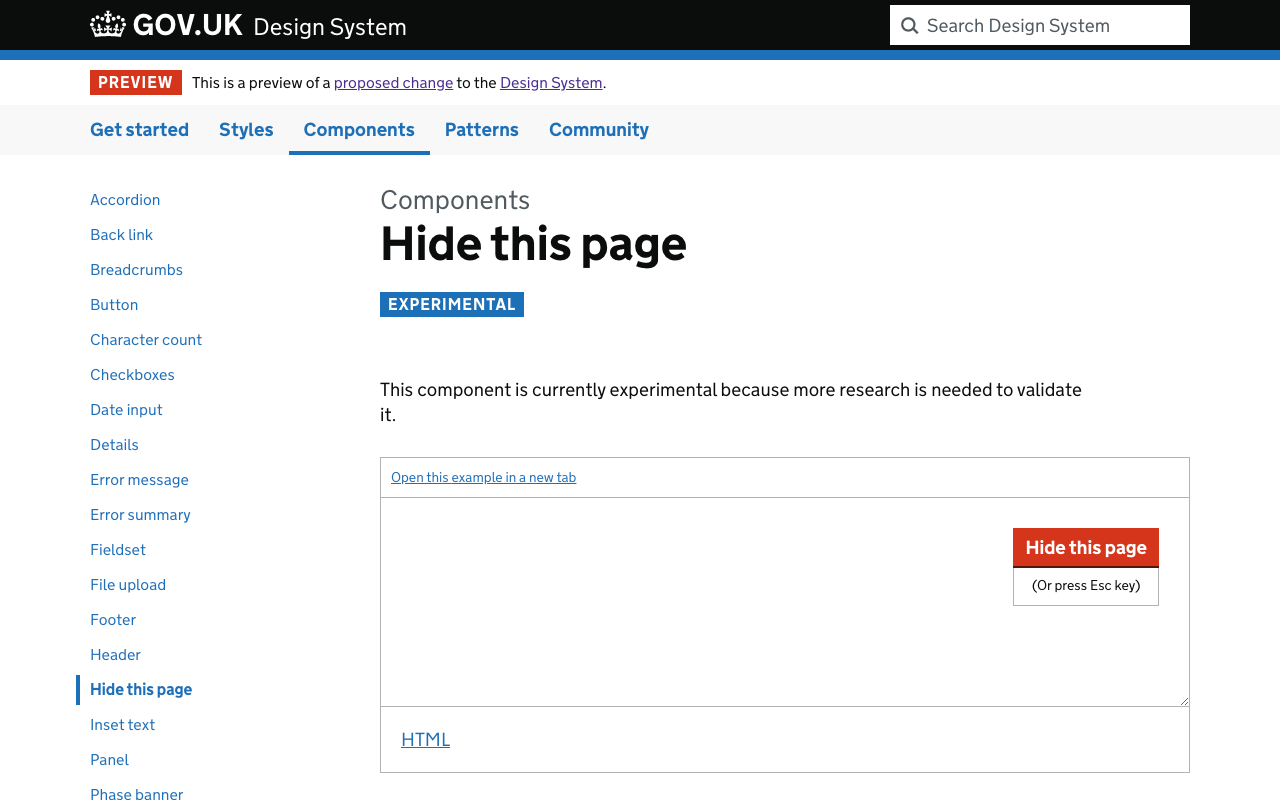 GOV.UK Design System
Search Design System
PREVIEW This is a preview of a proposed change to the Design System.
Get started Styles Components Patterns Community
Accordion
Back link
Breadcrumbs
Button
Character count
Checkboxes
Date input
Details
Error message
Error summary
Fieldset
File upload
Footer
Header
Hide this page
Inset text
Panel
Phase banner
Components
Hide this page
EXPERIMENTAL
This component is currently experimental because more research is needed to validate
it.
Open this example in a new tab
Hide this page
(Or press Esc key)
HTML